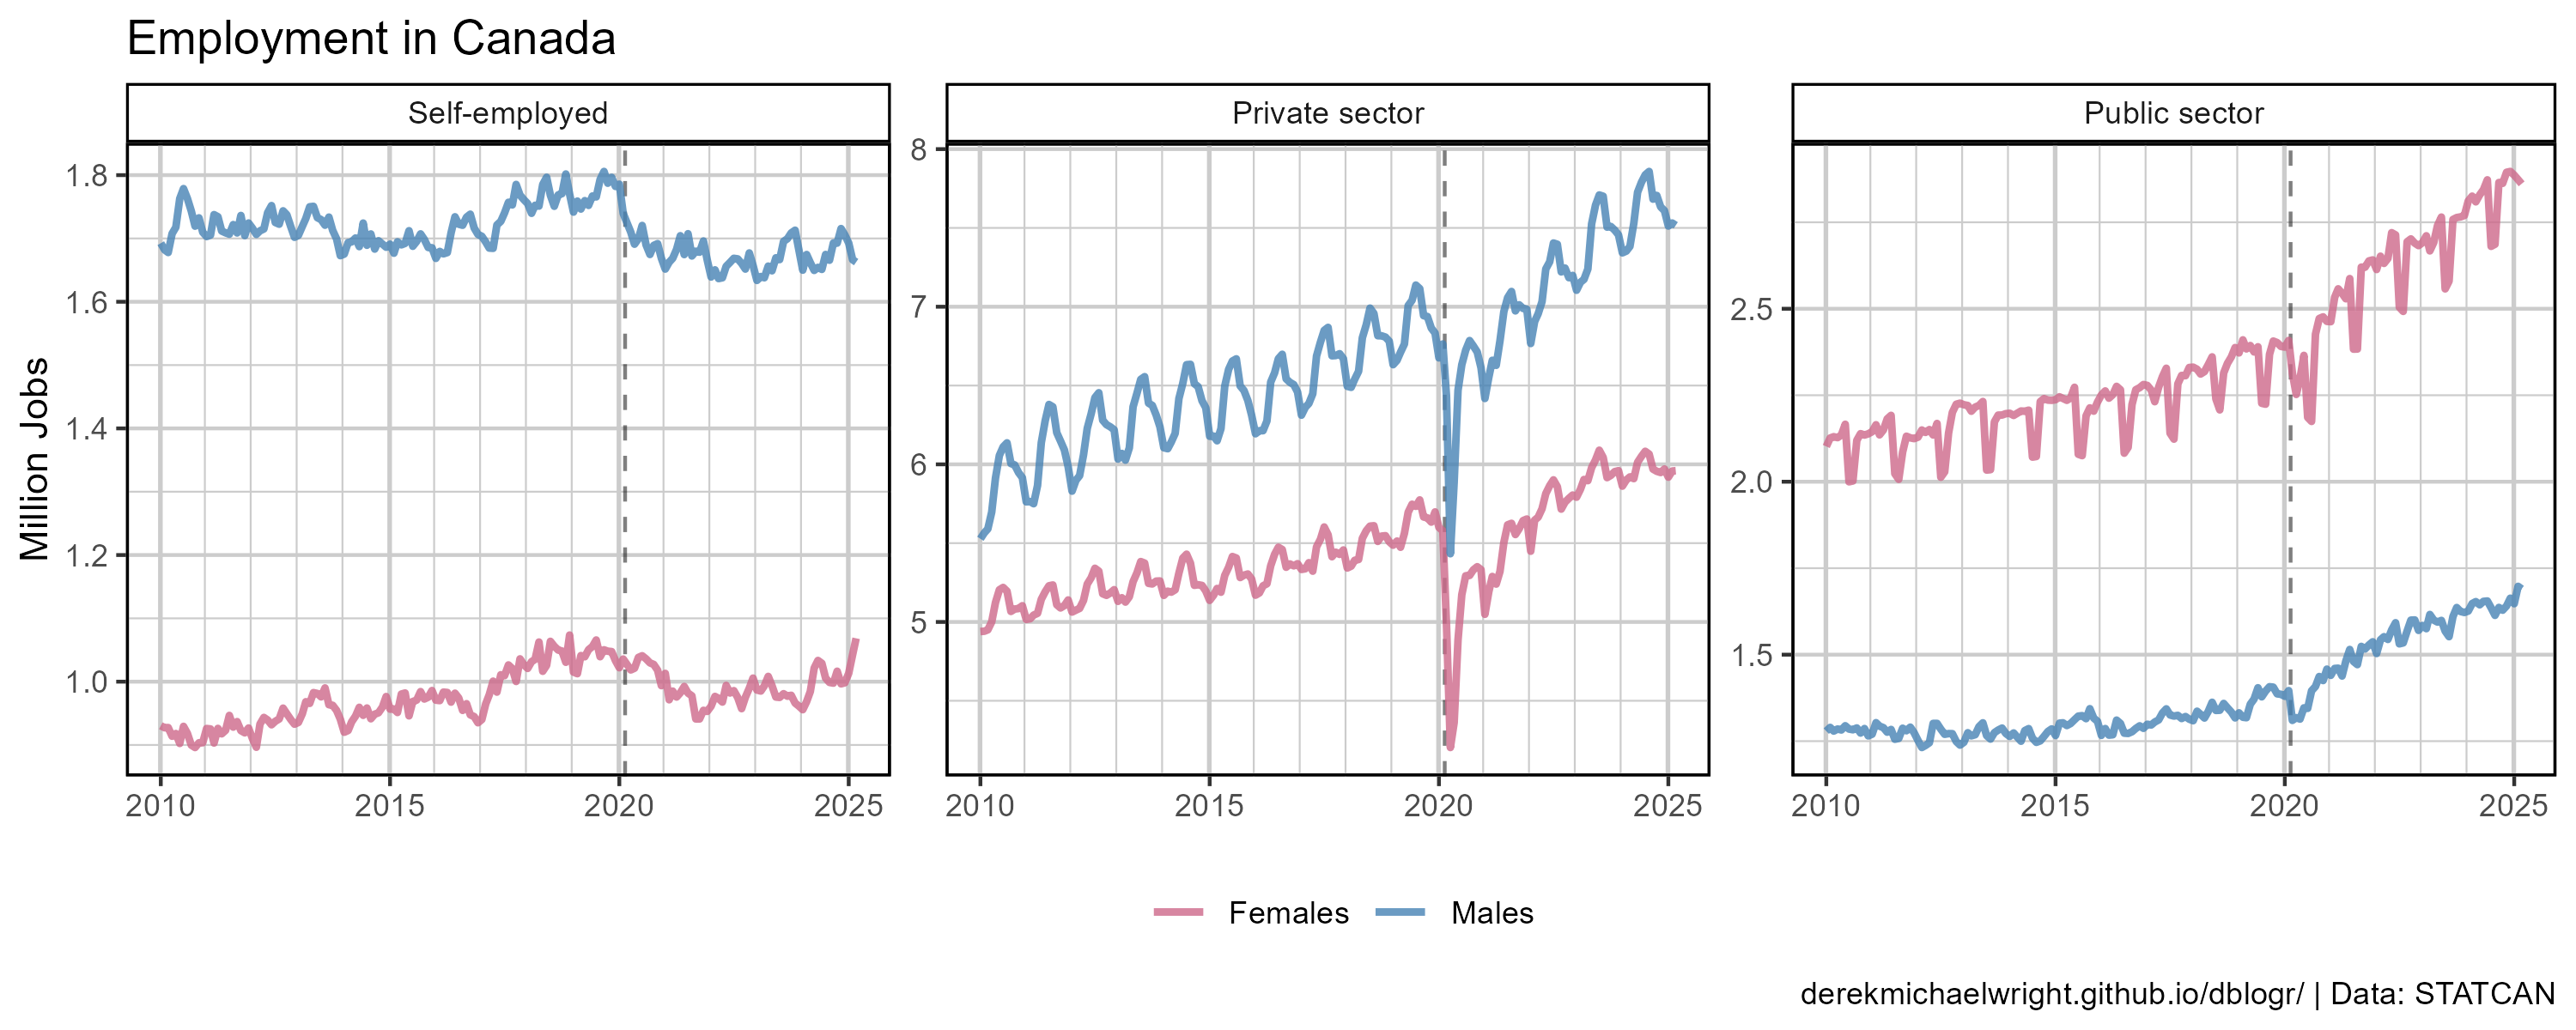 Employment in Canada
Self-employed
Private sector
Public sector
Million Jobs
1.8
1.6
1.4
1.2
1.0
2010 2015 2020 2025
8
7
6
5
2010 2015 2020 2025
2.5
2.0
1.5
2010 2015 2020 2025
Females Males
derekmichaelwright.github.io/dblogr/ | Data: STATCAN